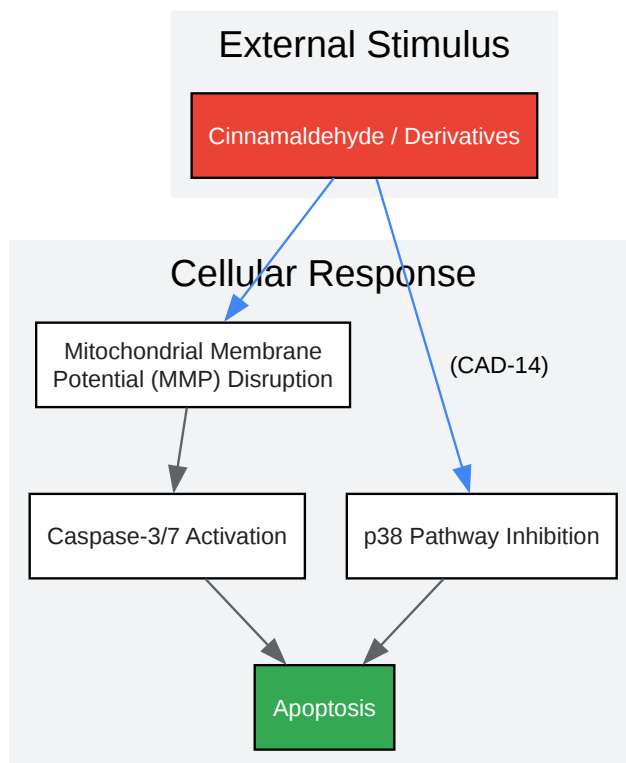 External Stimulus
Cinnamaldehyde / Derivatives
Cellular Response
Mitochondrial Membrane
Potential (MMP) Disruption
(CAD-14)
Caspase-3/7 Activation
p38 Pathway Inhibition
Apoptosis